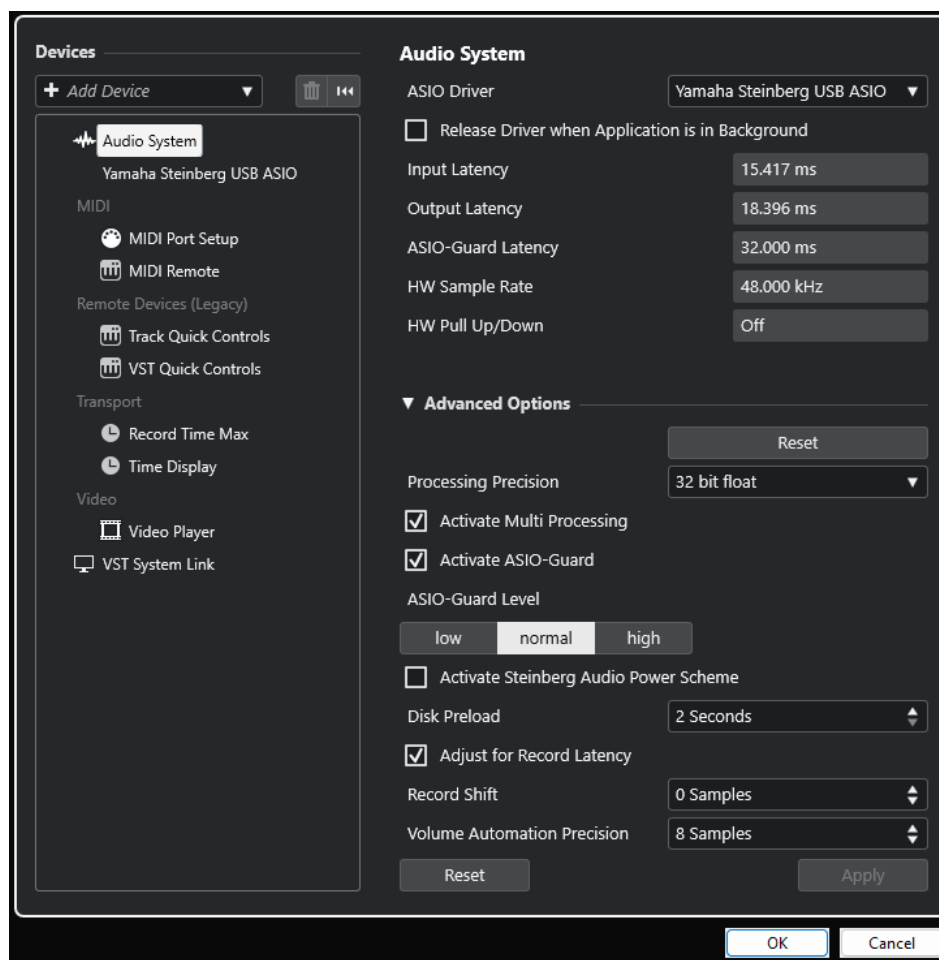 Devices
Add Device
Audio System
Yamaha Steinberg USB ASIO
MIDI
MIDI Port Setup
MIDI Remote
Remote Devices (Legacy)
Track Quick Controls
VST Quick Controls
Transport
Record Time Max
Time Display
Video
Video Player
VST System Link
Audio System
ASIO Driver Yamaha Steinberg USB ASIO
Release Driver when Application is in Background
Input Latency 15.417 ms
Output Latency 18.396 ms
ASIO-Guard Latency 32.000 ms
HW Sample Rate 48.000 kHz
HW Pull Up/Down Off
Advanced Options
Reset
Processing Precision 32 bit float
Activate Multi Processing
Activate ASIO-Guard
ASIO-Guard Level
low normal high
Activate Steinberg Audio Power Scheme
Disk Preload 2 Seconds
Adjust for Record Latency
Record Shift 0 Samples
Volume Automation Precision 8 Samples
Reset Apply
OK Cancel